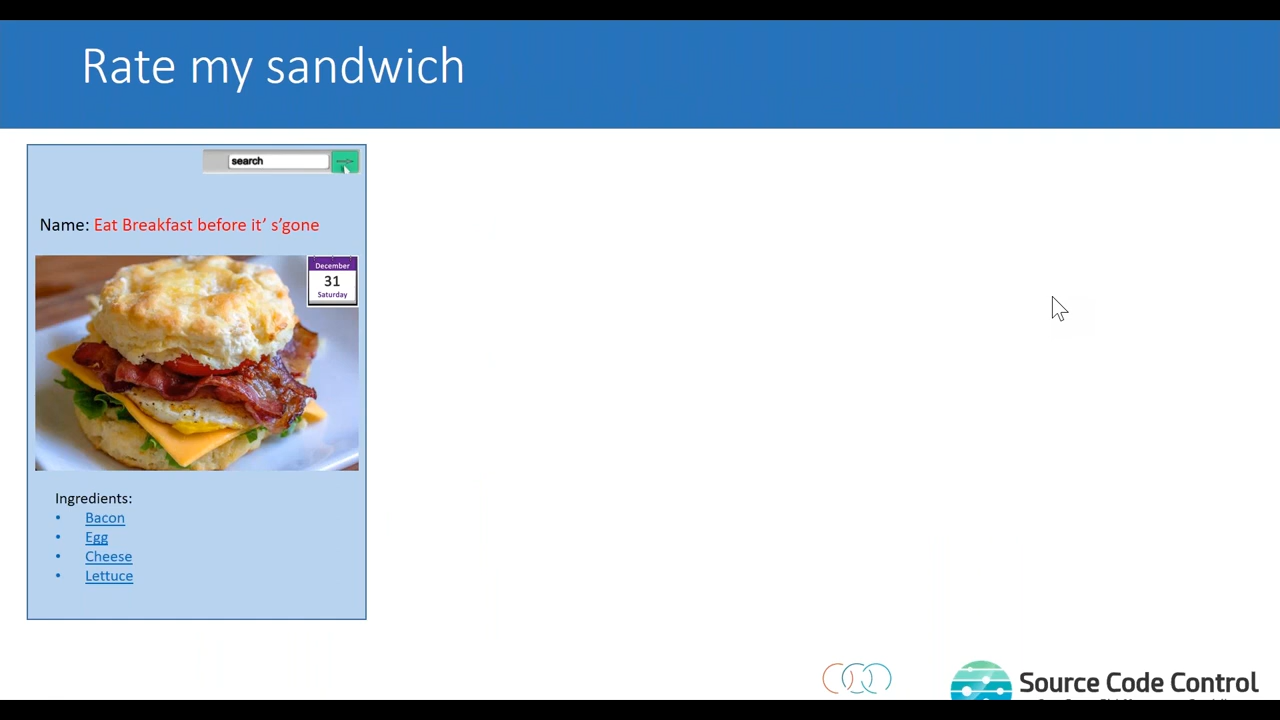 Rate my sandwich
search
Name: Eat Breakfast before it’ s’gone
December
31
Saturday
Ingredients:
• Bacon
• Egg
• Cheese
• Lettuce
Source Code Control